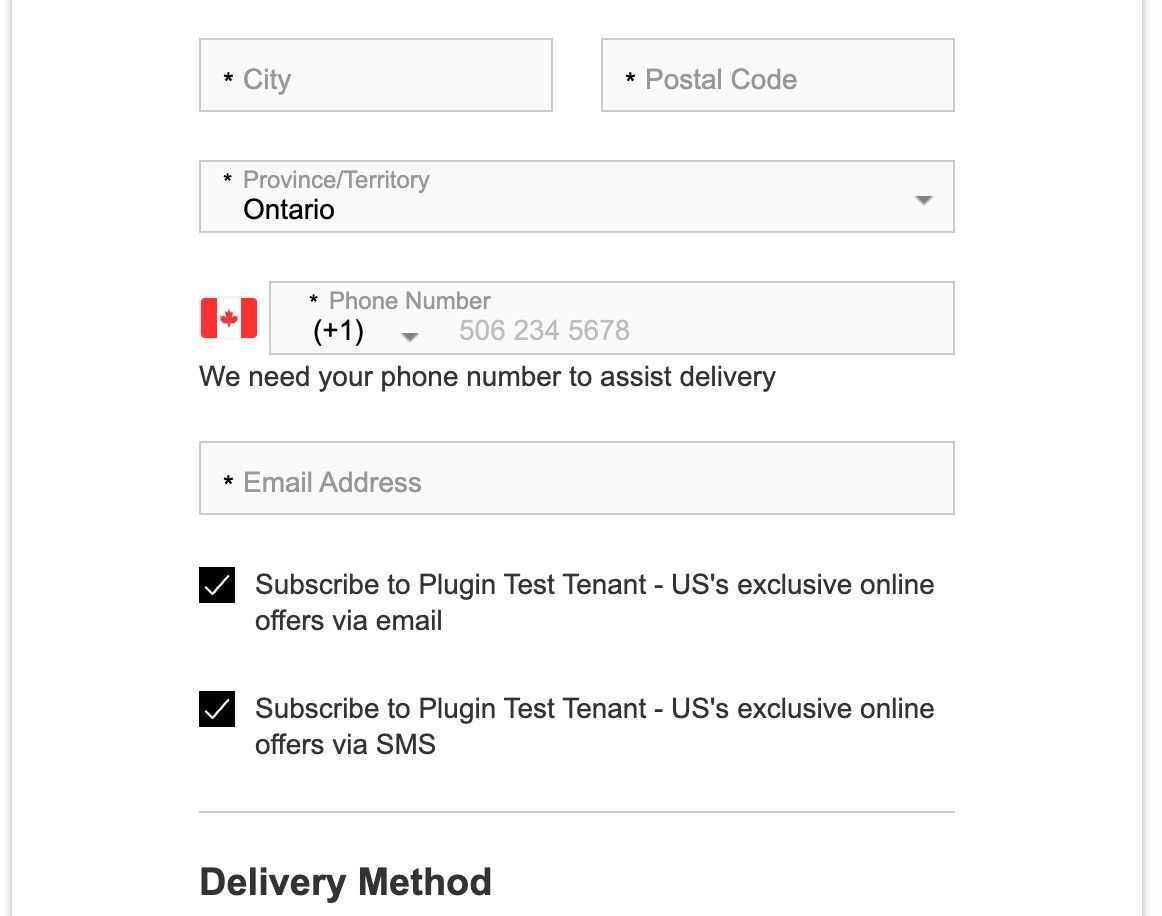 * City
* Postal Code
* Province/Territory
Ontario
* Phone Number
(+1) 506 234 5678
We need your phone number to assist delivery
* Email Address
Subscribe to Plugin Test Tenant - US's exclusive online
offers via email
Subscribe to Plugin Test Tenant - US's exclusive online
offers via SMS
Delivery Method